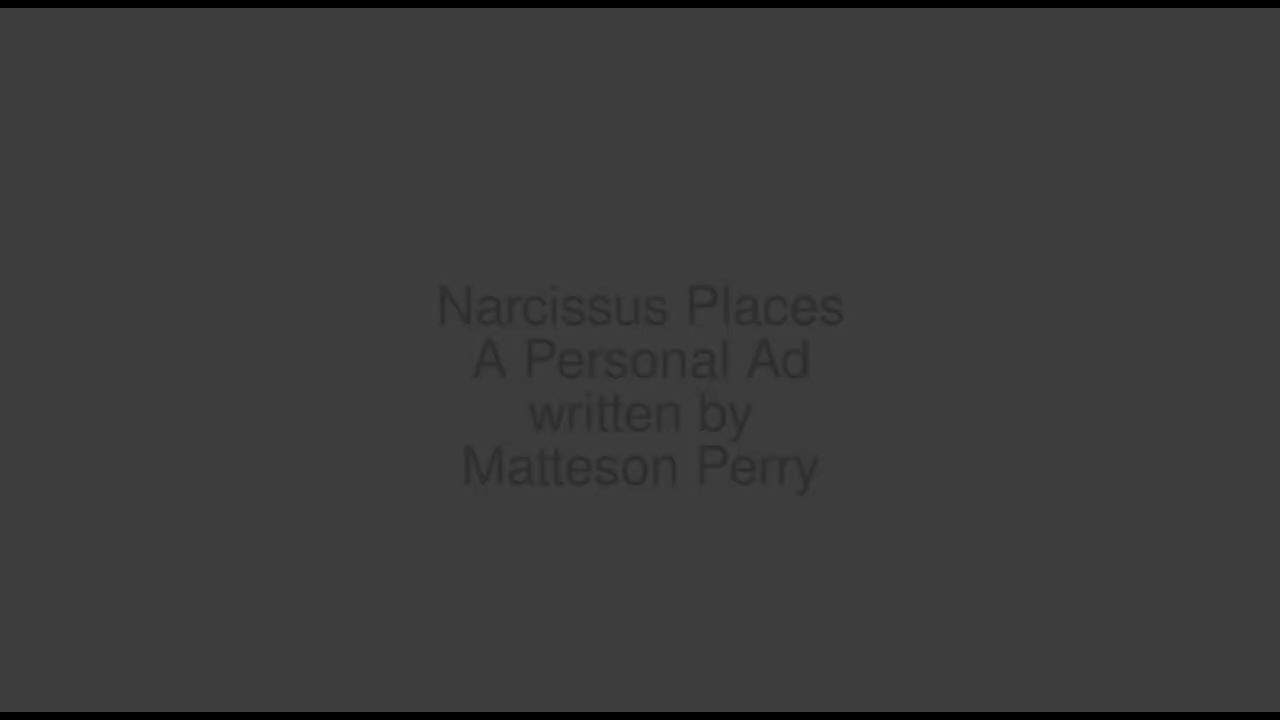 Narcissus Places
A Personal Ad
written by
Matteson Perry